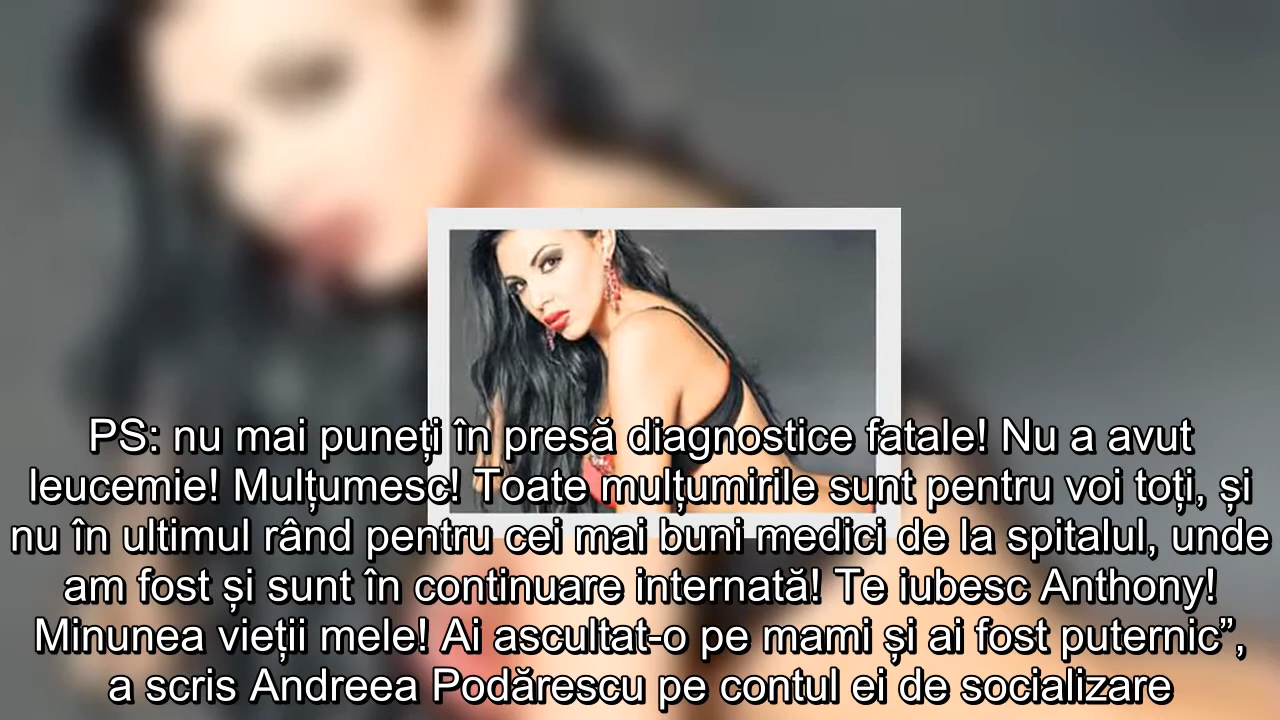 PS: nu mai puneți în presă diagnostice fatale! Nu a avut
leucemie! Mulțumesc! Toate mulțumirile sunt pentru voi toți, și
nu în ultimul rând pentru cei mai buni medici de la spitalul, unde
am fost și sunt în continuare internată! Te iubesc Anthony!
Minunea vieții mele! Ai ascultat-o pe mami și ai fost puternic”,
a scris Andreea Podărescu pe contul ei de socializare